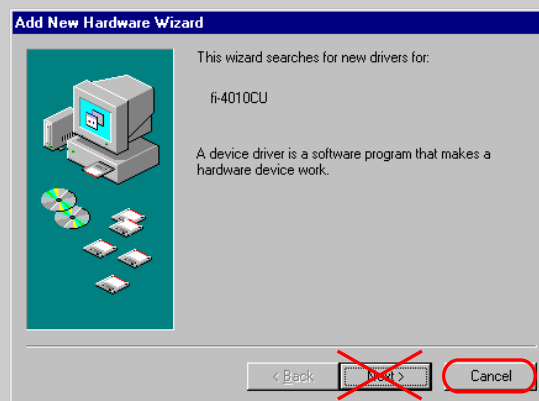 Add New Hardware Wizard
This wizard searches for new drivers for:
fi-4010CU
A device driver is a software program that makes a
hardware device work.
< Back Next > Cancel